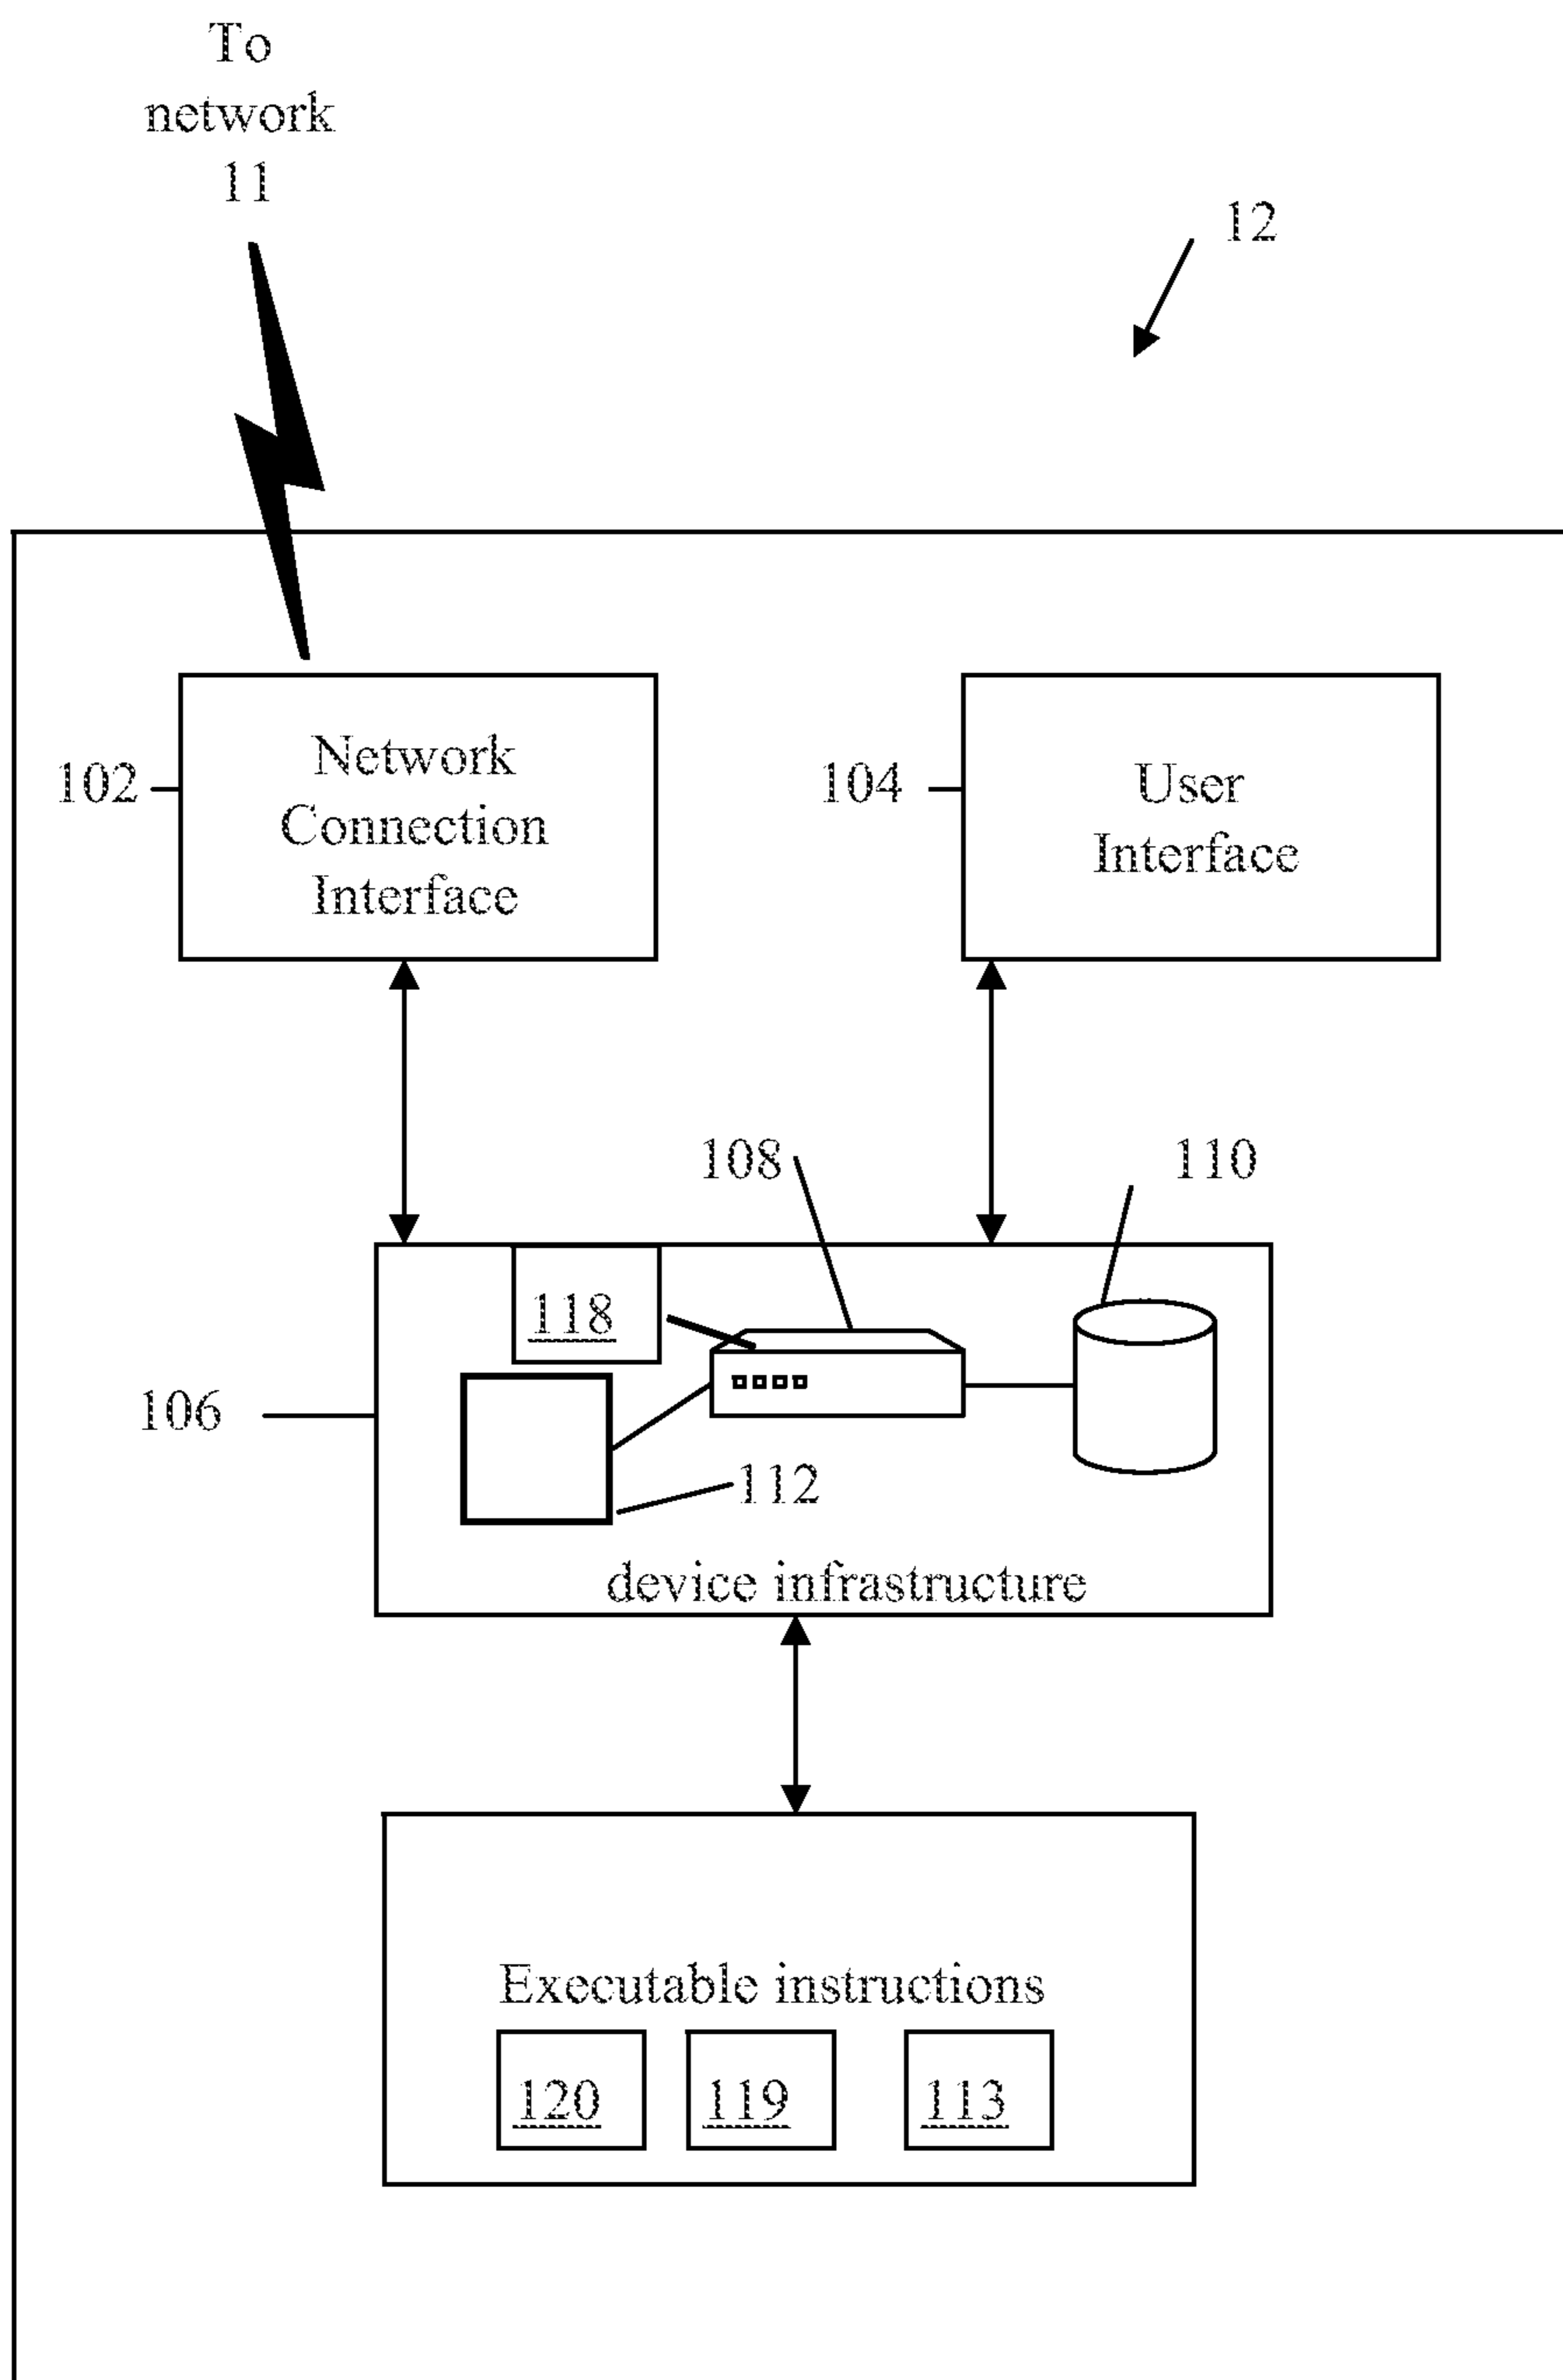 To
network
11
12
102
Network
Connection
Interface
104
User
Interface
108
110
118
106
112
device infrastructure
Executable instructions
120
119
113